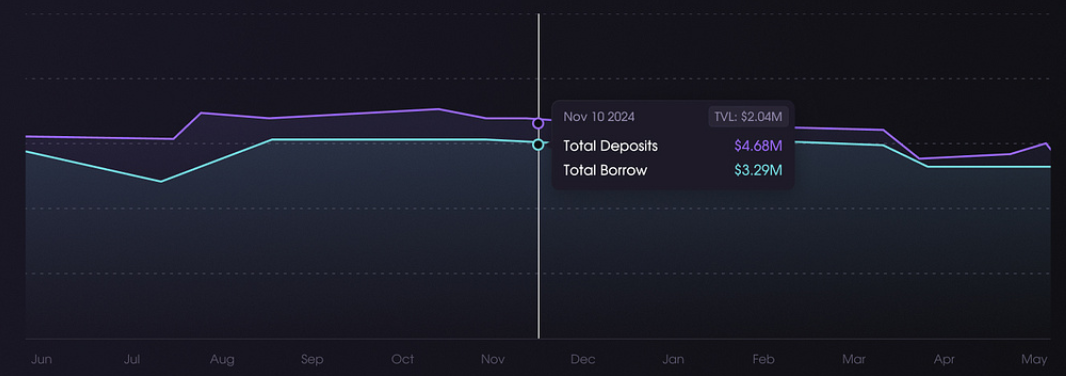 Nov 10 2024 TVL: $2.04M
Total Deposits $4.68M
Total Borrow $3.29M
Jun Jul Aug Sep Oct Nov Dec Jan Feb Mar Apr May